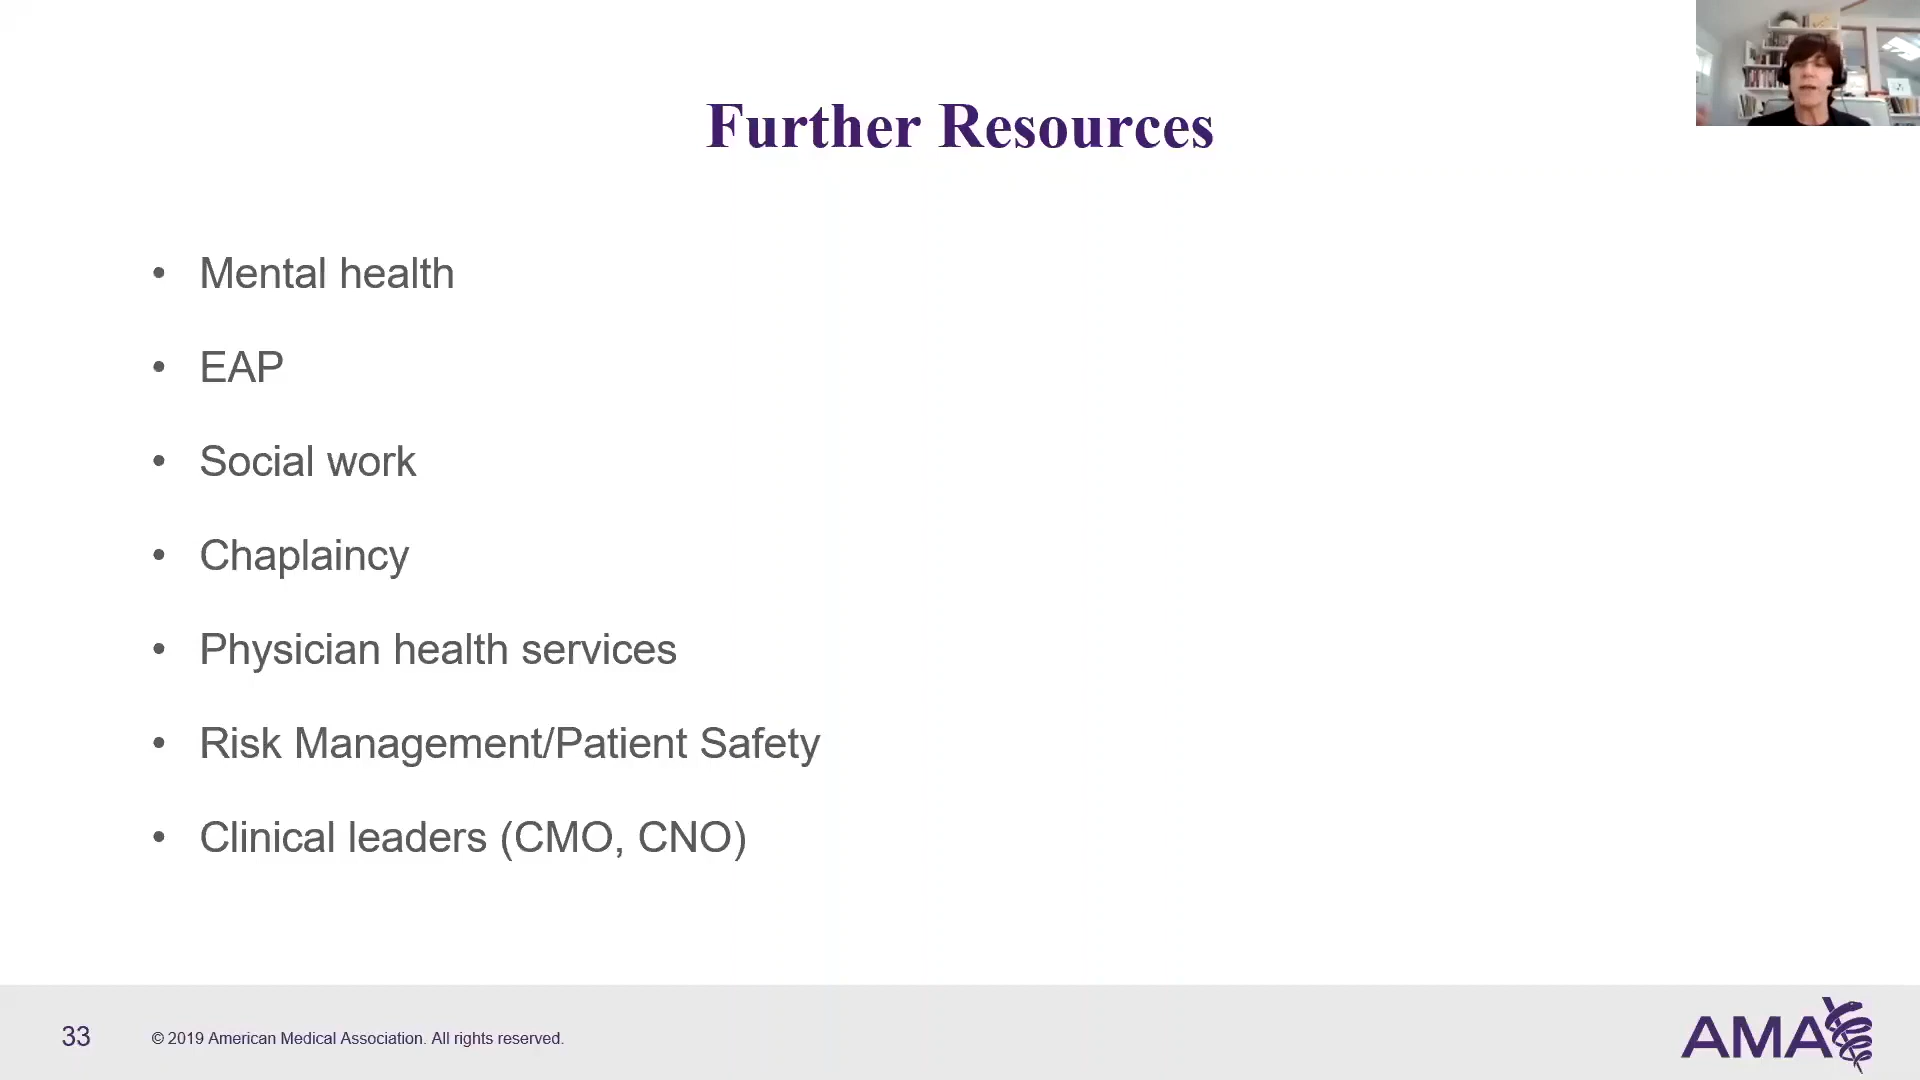 Further Resources
• Mental health
• EAP
• Social work
• Chaplaincy
• Physician health services
• Risk Management/Patient Safety
• Clinical leaders (CMO, CNO)
33
© 2019 American Medical Association. All rights reserved.
AMA